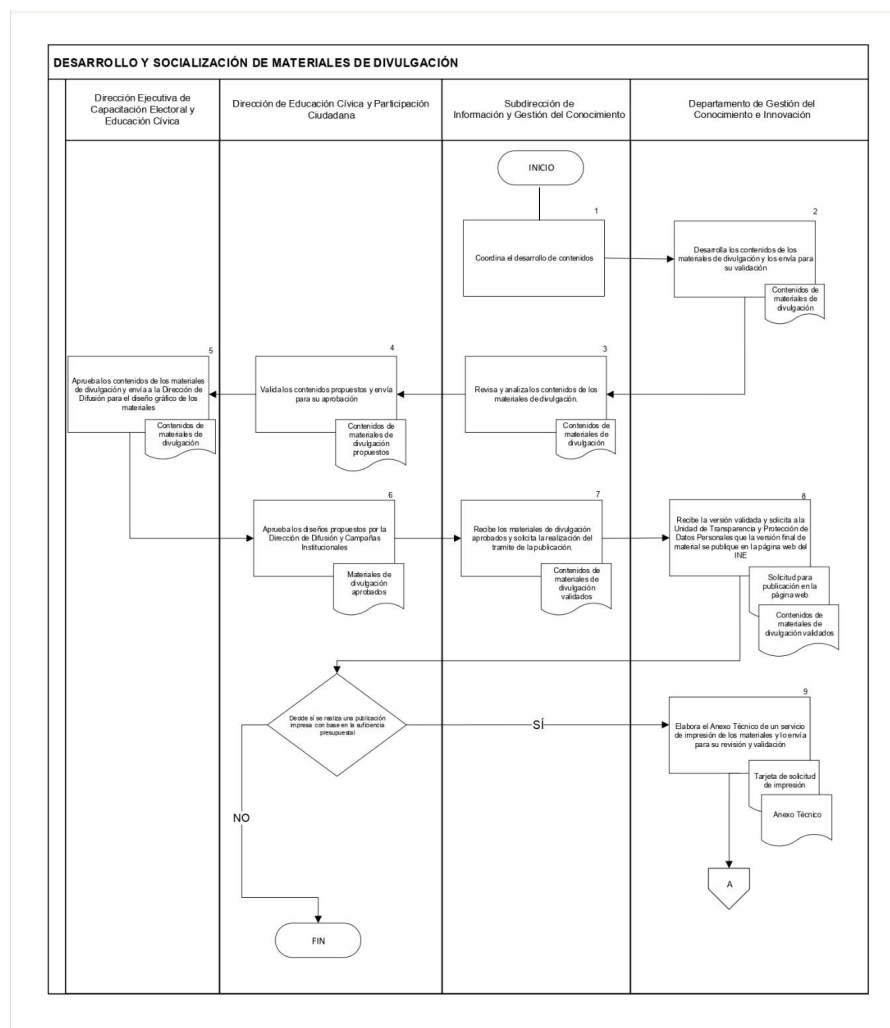 DESARROLLO Y SOCIALIZACIÓN DE MATERIALES DE DIVULGACIÓN
Dirección Ejecutiva de
Capacitación Electoral y
Educación Cívica
Dirección de Educación Cívica y Participación
Ciudadana
Subdirección de
Información y Gestión del Conocimiento
Departamento de Gestión del
Conocimiento e Innovación
INICIO
1
Coordina el desarrollo de contenidos
2
Desarrolla los contenidos de los
materiales de divulgación y los envía para
su validación
Contenidos de
materiales de
divulgación
3
Revisa y analiza los contenidos de los
materiales de divulgación.
Contenidos de
materiales de
divulgación
4
Valida los contenidos propuestos y envía
para su aprobación
Contenidos de
materiales de
divulgación
propuestos
5
Aprueba los contenidos de los materiales
de divulgación y envía a la Dirección de
Difusión para el diseño gráfico de los
materiales
Contenidos de
materiales de
divulgación
6
Aprueba los diseños propuestos por la
Dirección de Difusión y Campañas
Institucionales
Materiales de
divulgación
aprobados
7
Recibe los materiales de divulgación
aprobados y solicita la realización del
tramite de la publicación.
Contenidos de
materiales de
divulgación
validados
8
Recibe la versión validada y solicita a la
Unidad de Transparencia y Protección de
Datos Personales que la versión final de
material se publique en la página web del
INE
Solicitud para
publicación en la
página web
Contenidos de
materiales de
divulgación validados
Decide sí se realiza una publicación
impresa con base en la suficiencia
presupuestal
SÍ
NO
9
Elabora el Anexo Técnico de un servicio
de impresión de los materiales y lo envía
para su revisión y validación
Tarjeta de solicitud
de impresión
Anexo Técnico
A
FIN